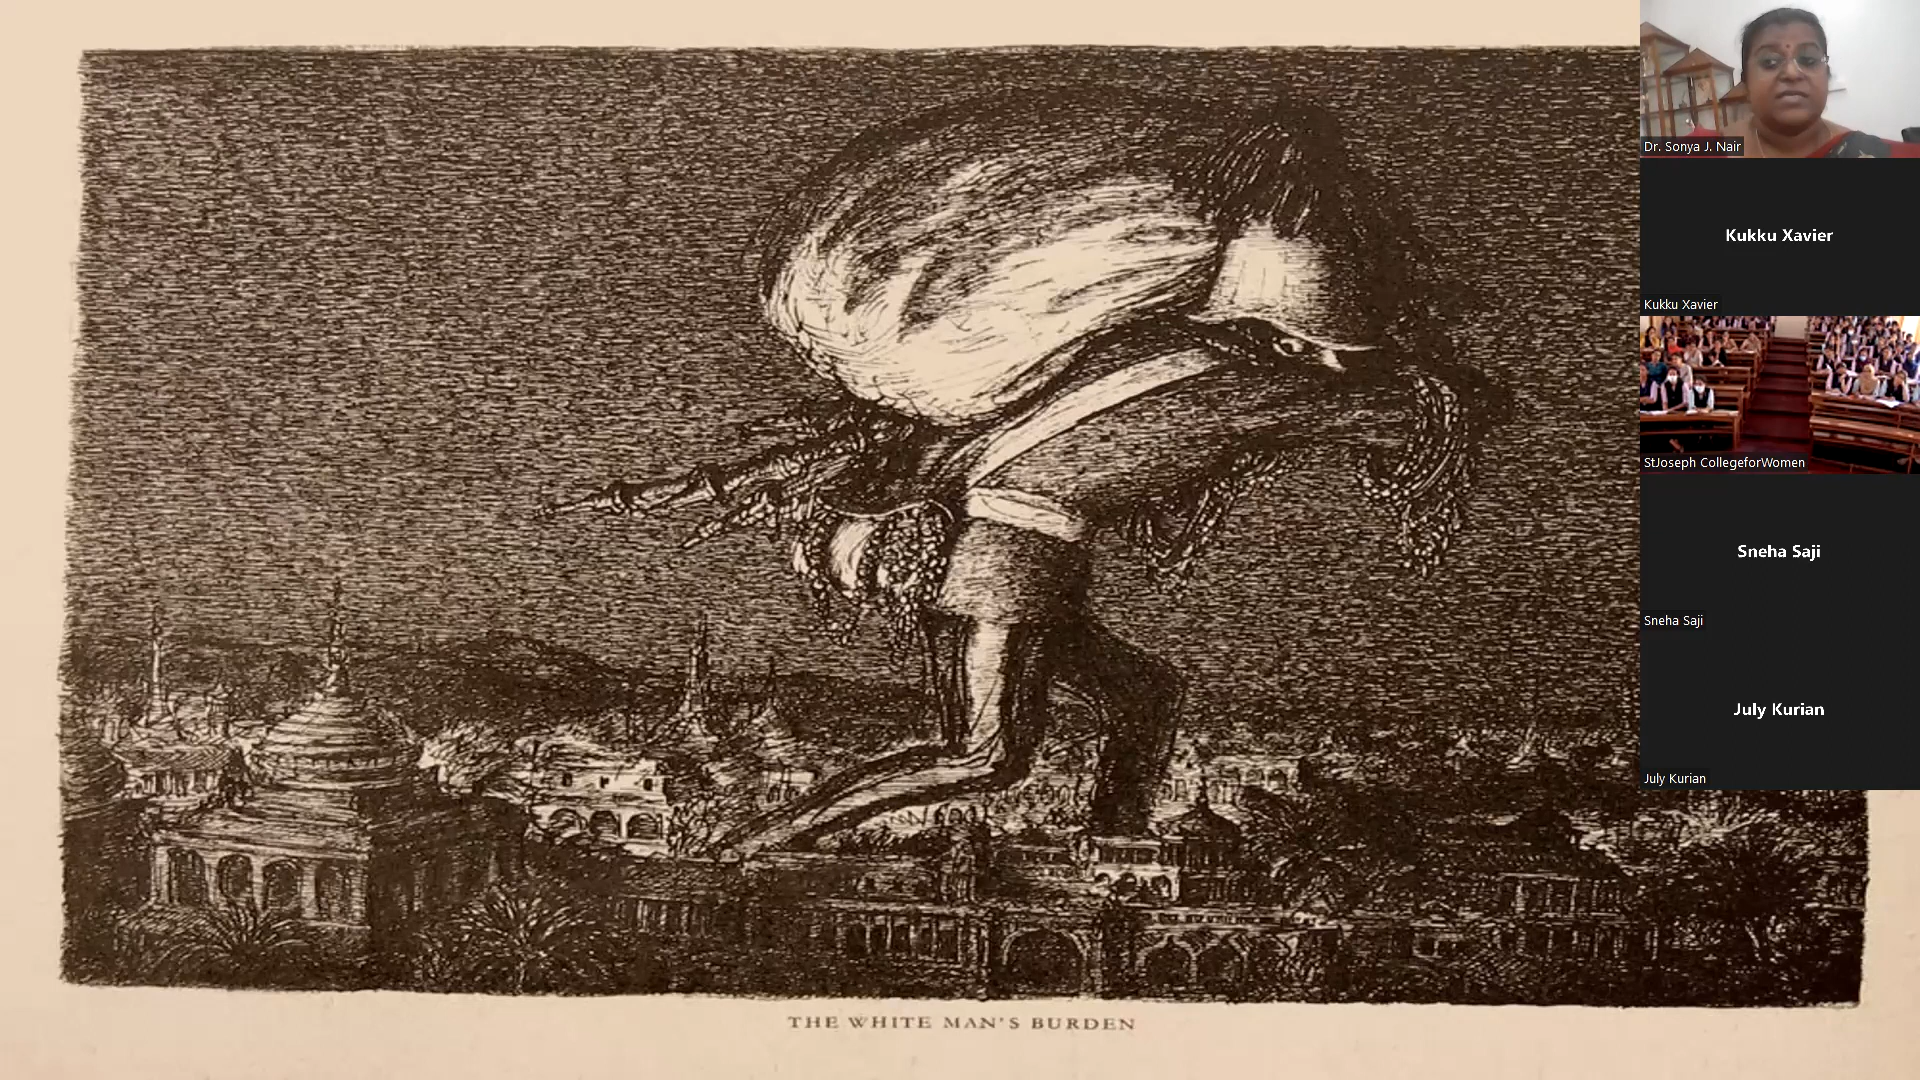 THE WHITE MAN'S BURDEN
Dr. Sonya J. Nair
Kukku Xavier
Kukku Xavier
StJoseph CollegeforWomen
Sneha Saji
Sneha Saji
July Kurian
July Kurian